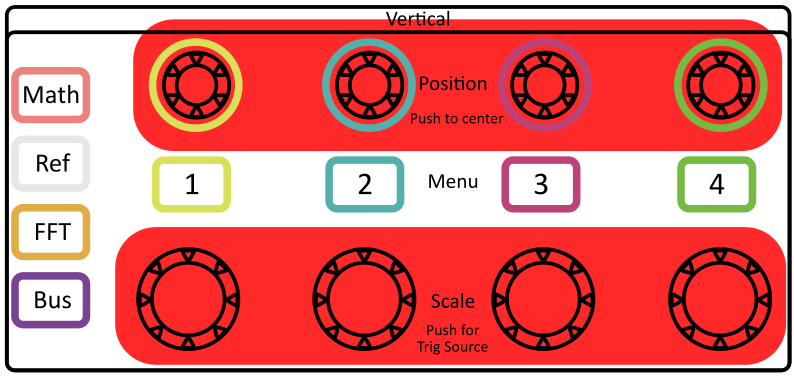 Vertical
Math
Position
Push to center
Ref
1
2
Menu
3
4
FFT
Bus
Scale
Push for
Trig Source